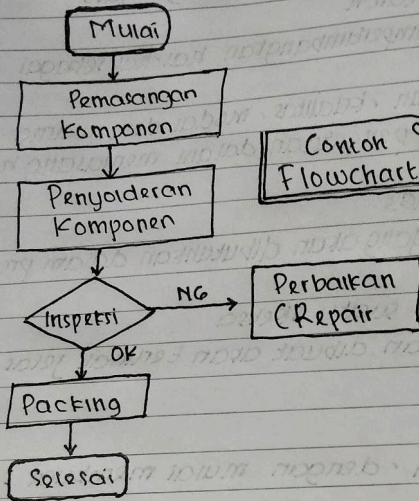 Mulai
Pemasangan
Komponen
Contoh
Flowchart
Penyolderan
Komponen
Inspeksi
NG
Perbaikan
(Repair
OK
Packing
Selesai